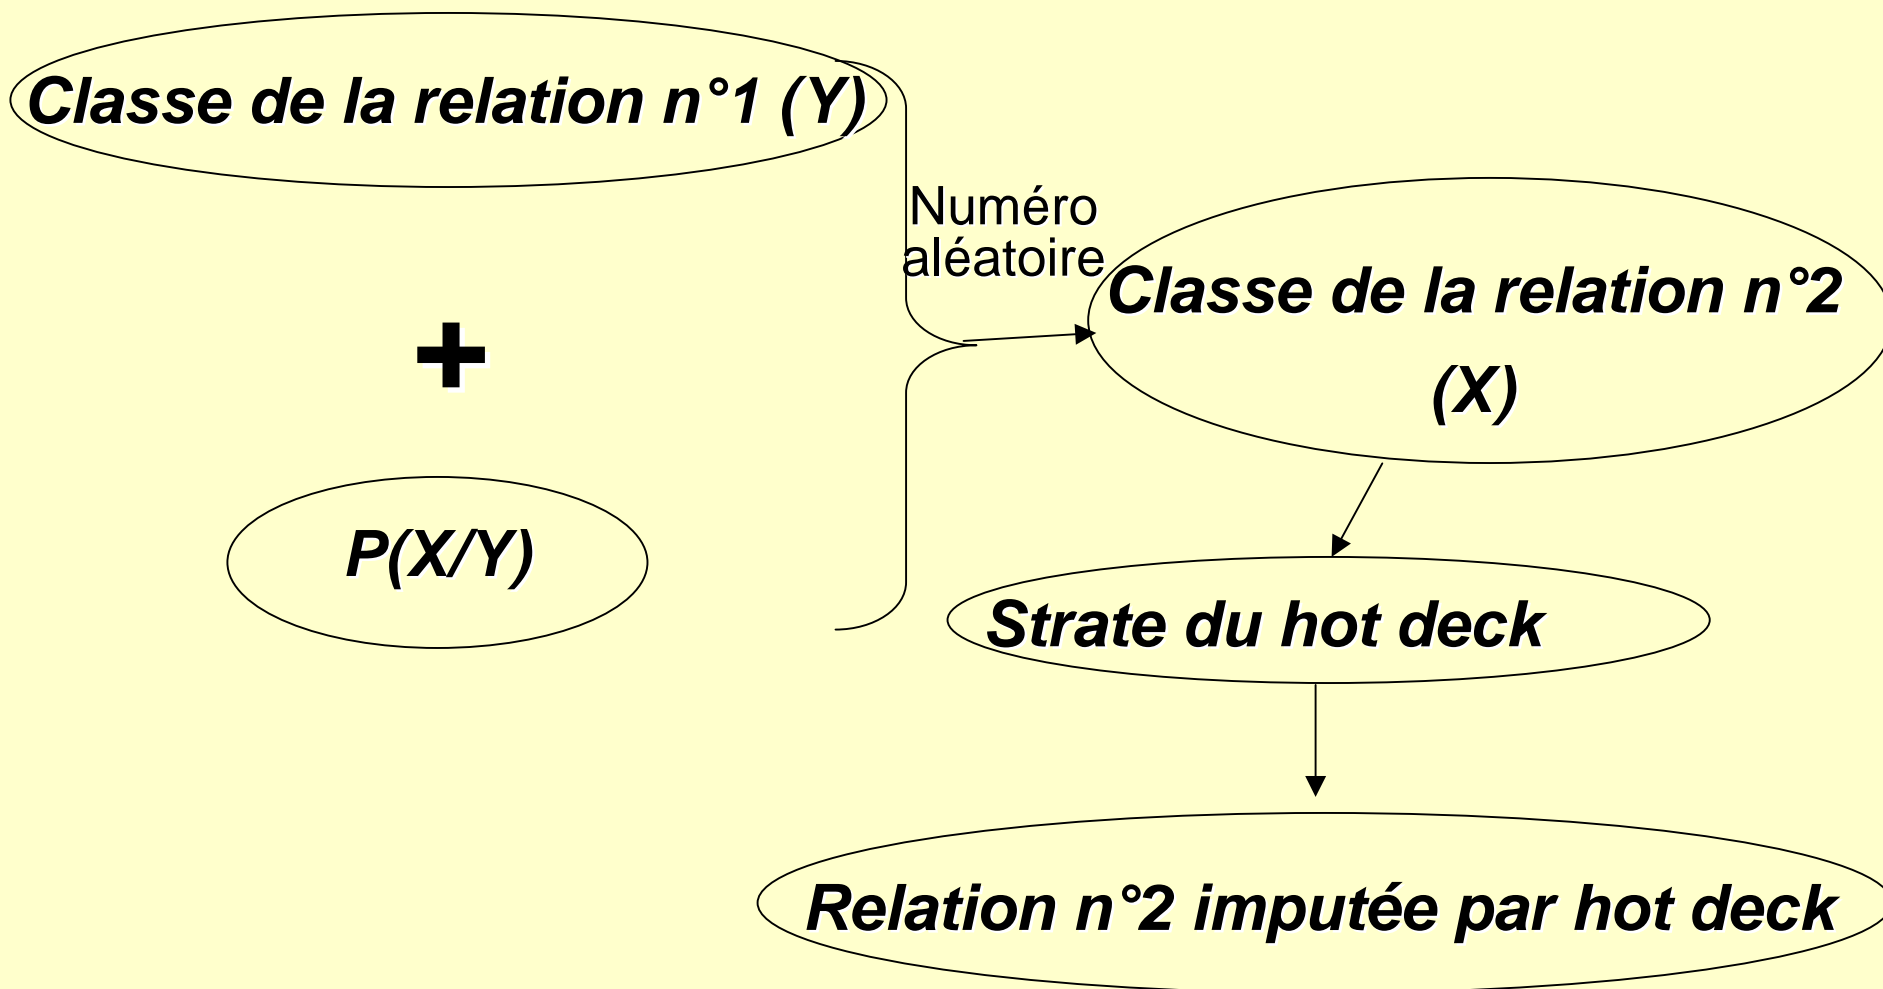 Classe de la relation n°1 (Y)
+
P(X/Y)
Numéro
aléatoire
Classe de la relation n°2
(X)
Strate du hot deck
Relation n°2 imputée par hot deck